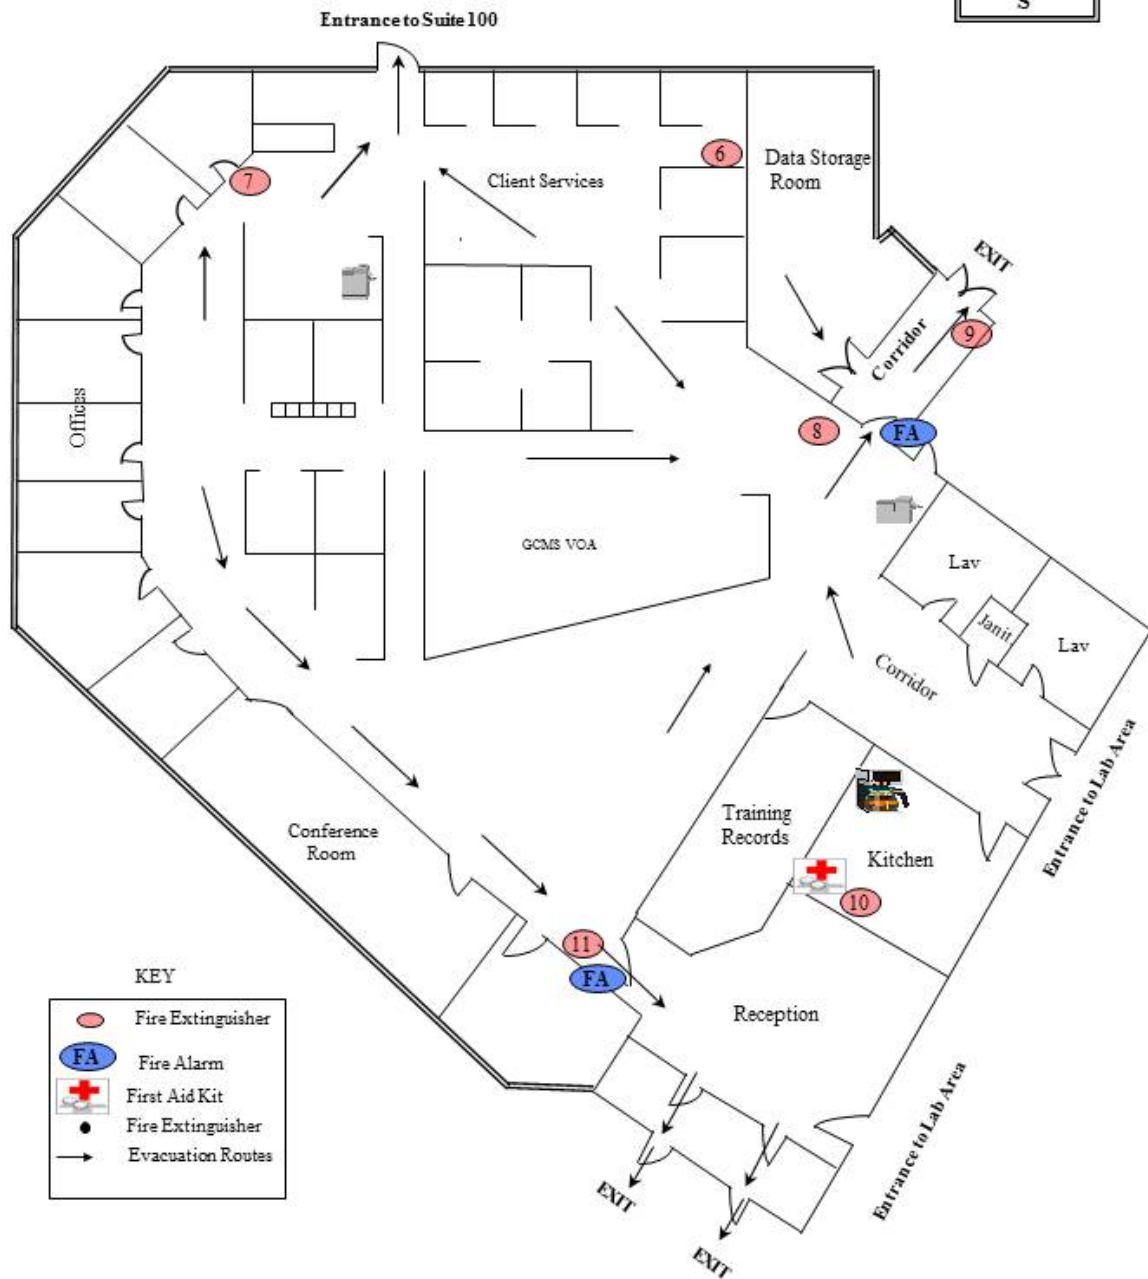 S
Entrance to Suite 100
7
Client Services
6
Data Storage
Room
EXIT
Corridor
9
8
FA
Offices
GCMS VOA
Lav
Janit
Lav
Corridor
Entrance to Lab Area
Training
Records
Kitchen
10
Conference
Room
11
FA
Reception
KEY
Fire Extinguisher
FA
Fire Alarm
First Aid Kit
Fire Extinguisher
Evacuation Routes
Entrance to Lab Area
EXIT
EXIT